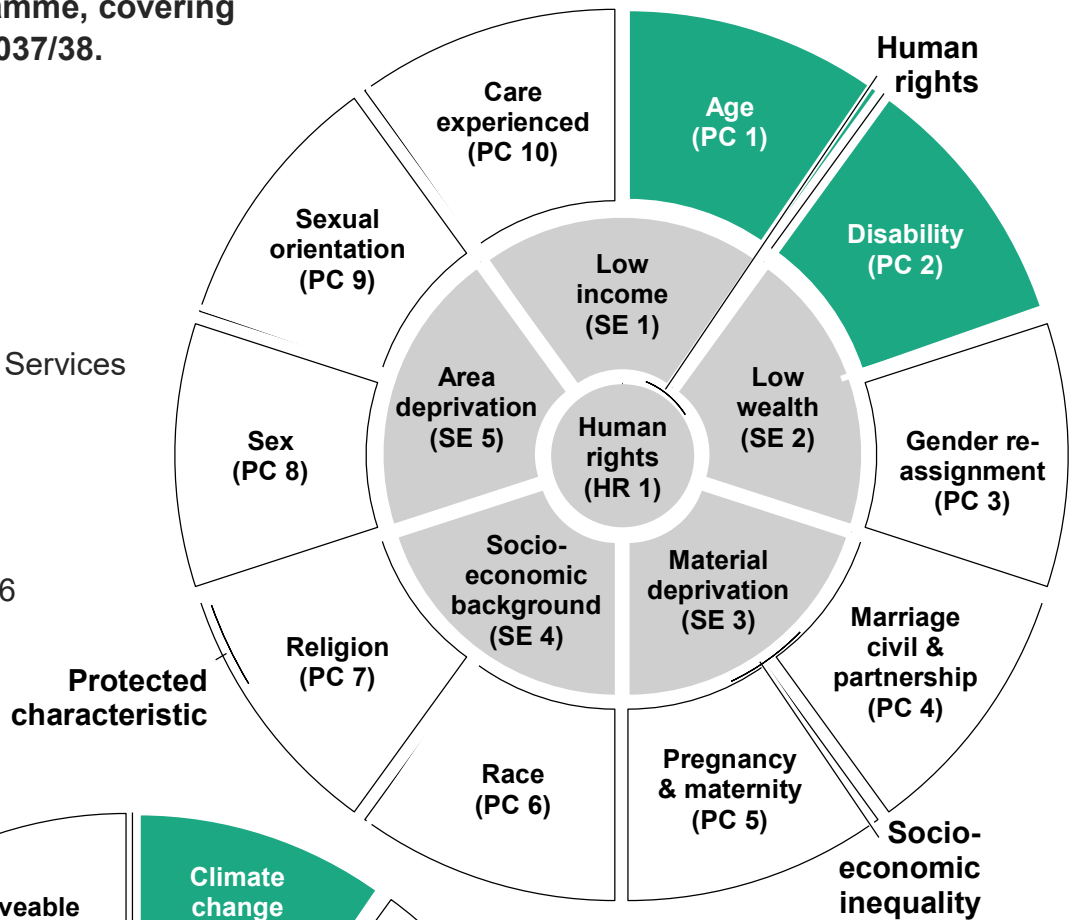 amme, covering
037/38.
Human
rights
Care
experienced
(PC 10)
Age
(PC 1)
Sexual
orientation
(PC 9)
Disability
(PC 2)
Low
income
(SE 1)
Services
Area
deprivation
(SE 5)
Low
wealth
(SE 2)
Human
rights
(HR 1)
Sex
(PC 8)
Gender re-
assignment
(PC 3)
Socio-
economic
background
(SE 4)
Material
deprivation
(SE 3)
6
Religion
(PC 7)
Marriage
civil &
partnership
(PC 4)
Protected
characteristic
Race
(PC 6)
Pregnancy
& maternity
(PC 5)
Socio-
economic
inequality
Climate
change
veable